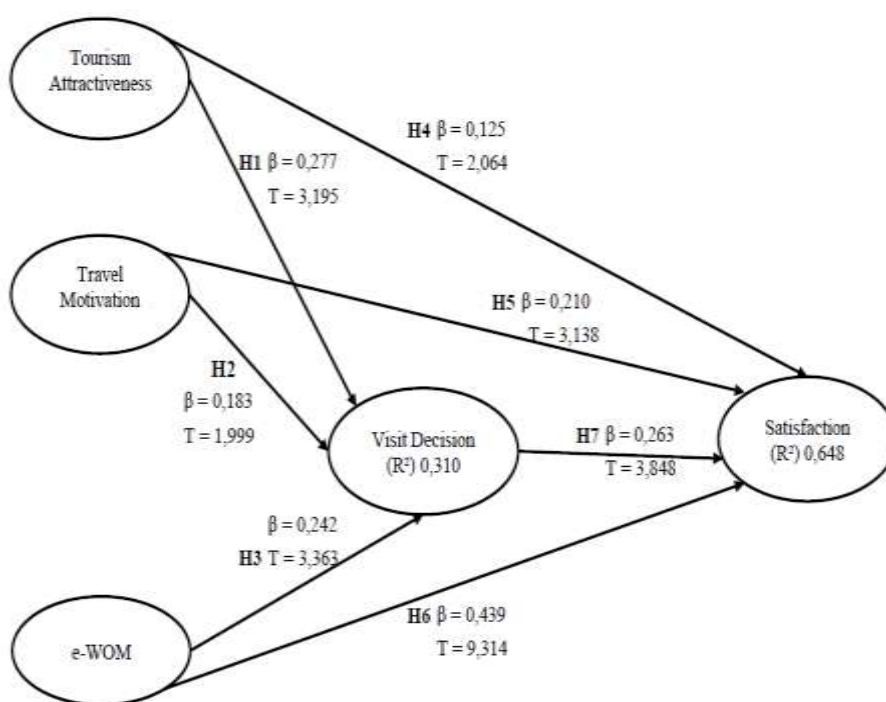 Tourism
Attractiveness
H4 β = 0,125
T = 2,064
H1 β = 0,277
T = 3,195
Travel
Motivation
H5 β = 0,210
T = 3,138
H2
β = 0,183
T = 1,999
Visit Decision
(R²) 0,310
H7 β = 0,263
T = 3,848
Satisfaction
(R²) 0,648
β = 0,242
H3 T = 3,363
e-WOM
H6 β = 0,439
T = 9,314